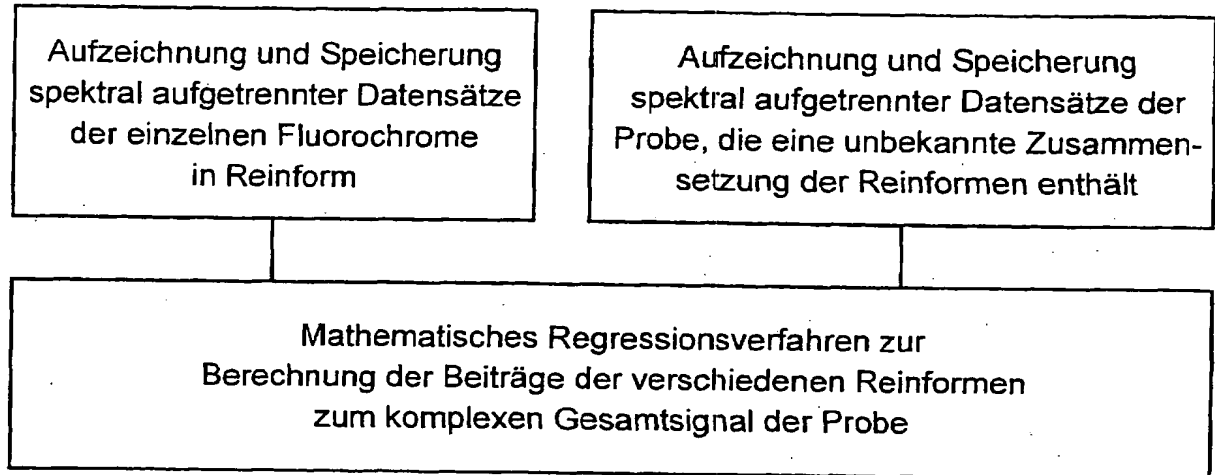 Aufzeichnung und Speicherung
spektral aufgetrennter Datensätze
der einzelnen Fluorochrome
in Reinform
Aufzeichnung und Speicherung
spektral aufgetrennter Datensätze der
Probe, die eine unbekannte Zusammen-
setzung der Reinformen enthält
Mathematisches Regressionsverfahren zur
Berechnung der Beiträge der verschiedenen Reinformen
zum komplexen Gesamtsignal der Probe